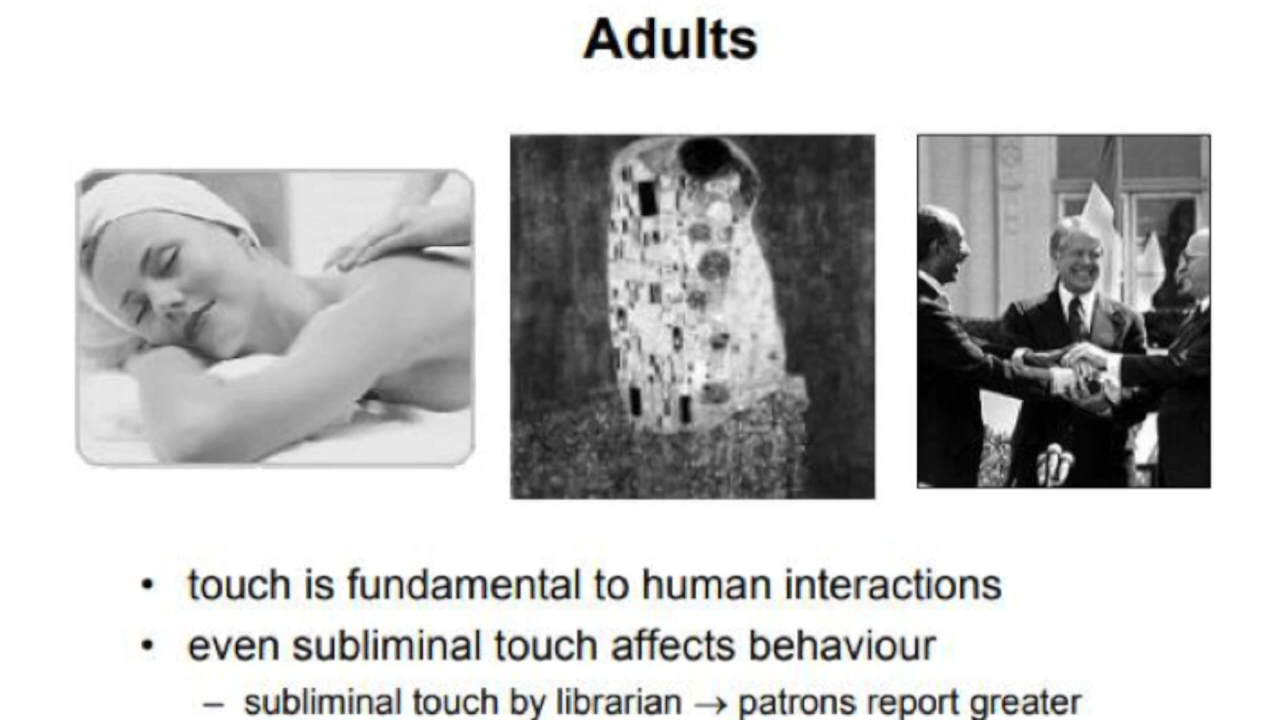 Adults
• touch is fundamental to human interactions
• even subliminal touch affects behaviour
– subliminal touch by librarian → patrons report greater